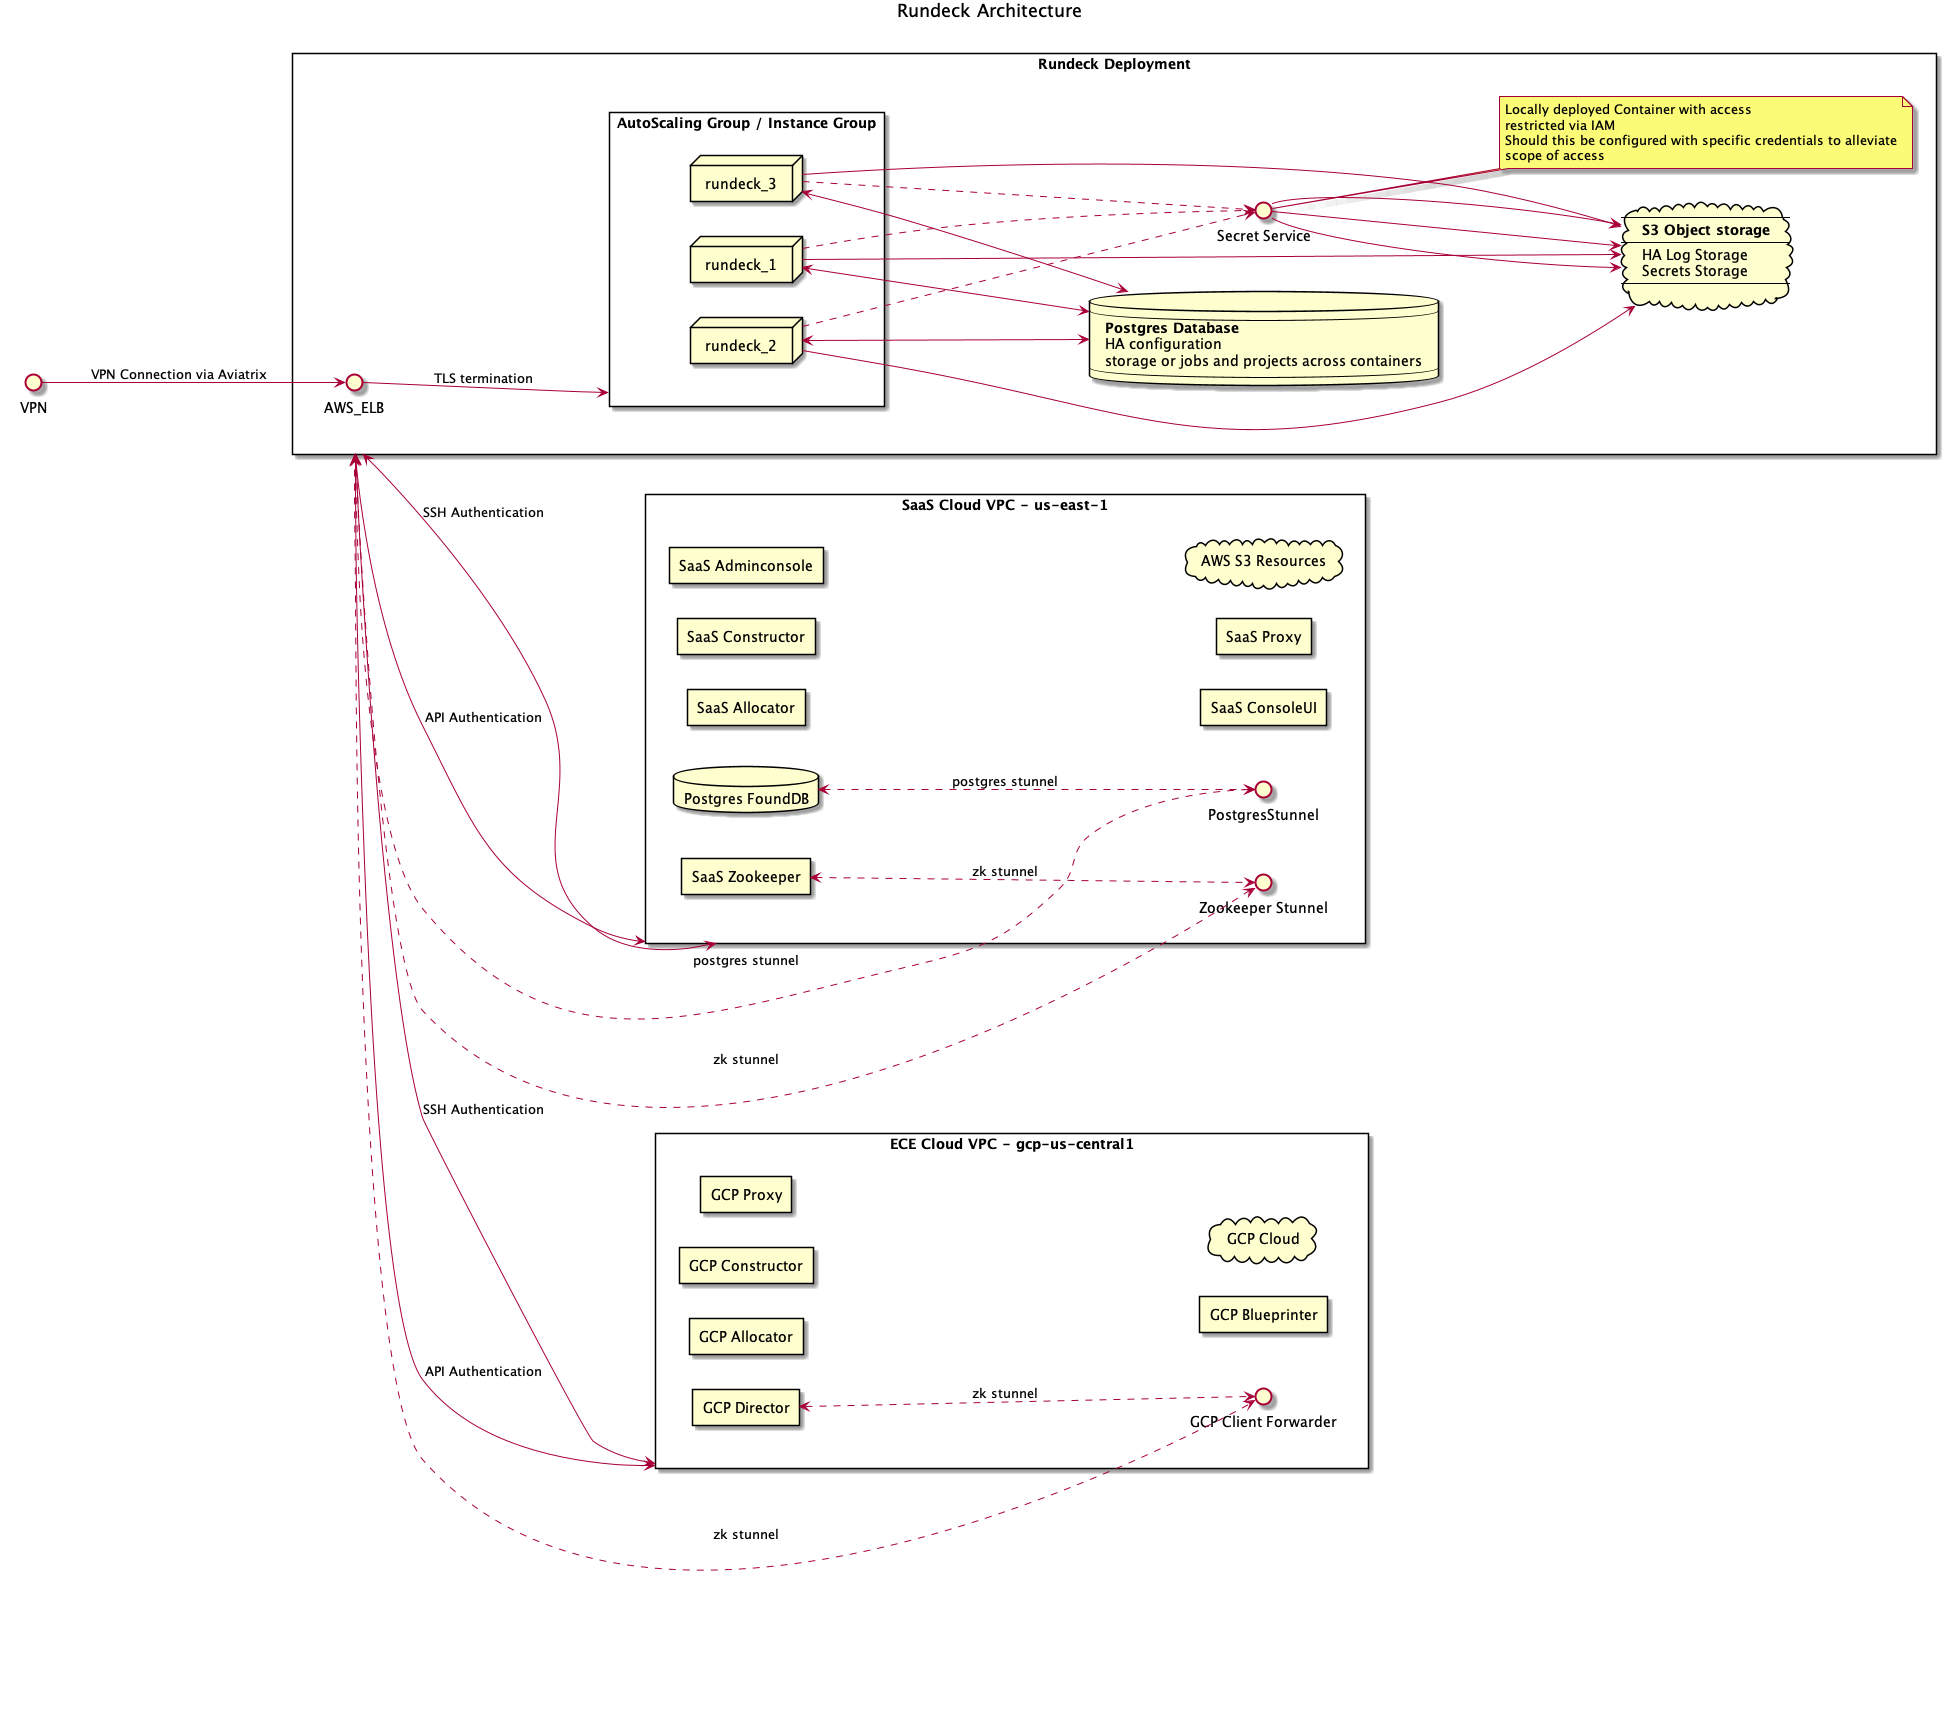 Rundeck Architecture
Rundeck Deployment
AutoScaling Group / Instance Group
rundeck_3
rundeck_1
rundeck_2
Locally deployed Container with access
restricted via IAM
Should this be configured with specific credentials to alleviate
scope of access
Secret Service
S3 Object storage
HA Log Storage
Secrets Storage
Postgres Database
HA configuration
storage or jobs and projects across containers
VPN Connection via Aviatrix
TLS termination
VPN
AWS_ELB
SSH Authentication
API Authentication
SaaS Cloud VPC - us-east-1
SaaS Adminconsole
AWS S3 Resources
SaaS Constructor
SaaS Proxy
SaaS Allocator
SaaS ConsoleUI
Postgres FoundDB
postgres stunnel
PostgresStunnel
SaaS Zookeeper
zk stunnel
Zookeeper Stunnel
postgres stunnel
zk stunnel
SSH Authentication
ECE Cloud VPC - gcp-us-central1
GCP Proxy
GCP Cloud
GCP Constructor
GCP Blueprinter
GCP Allocator
API Authentication
GCP Director
zk stunnel
GCP Client Forwarder
zk stunnel